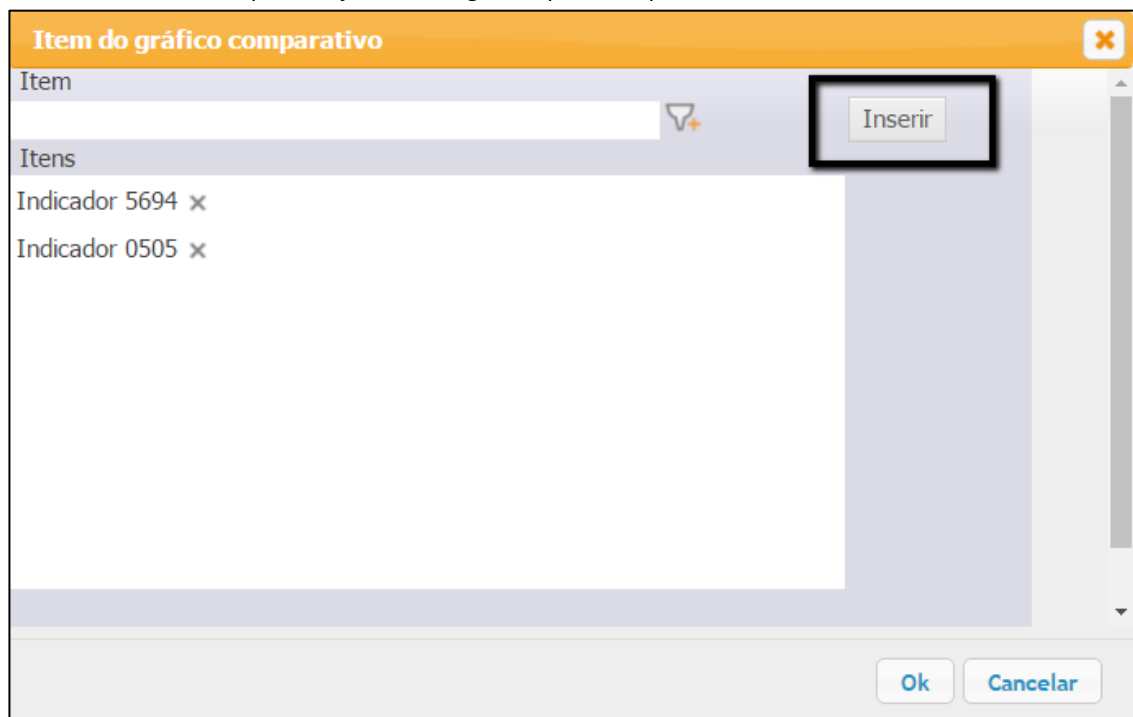 Item do gráfico comparativo
Item
Inserir
Itens
Indicador 5694
Indicador 0505
Ok Cancelar